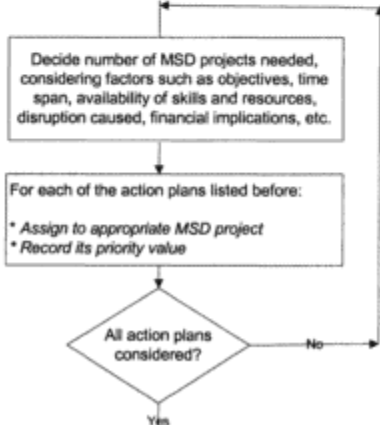 Decide number of MSD projects needed,
considering factors such as objectives, time
span, availability of skills and resources,
disruption caused, financial implications, etc.
For each of the action plans listed before:
* Assign to appropriate MSD project
* Record its priority value
All action plans
considered?
No
Yes